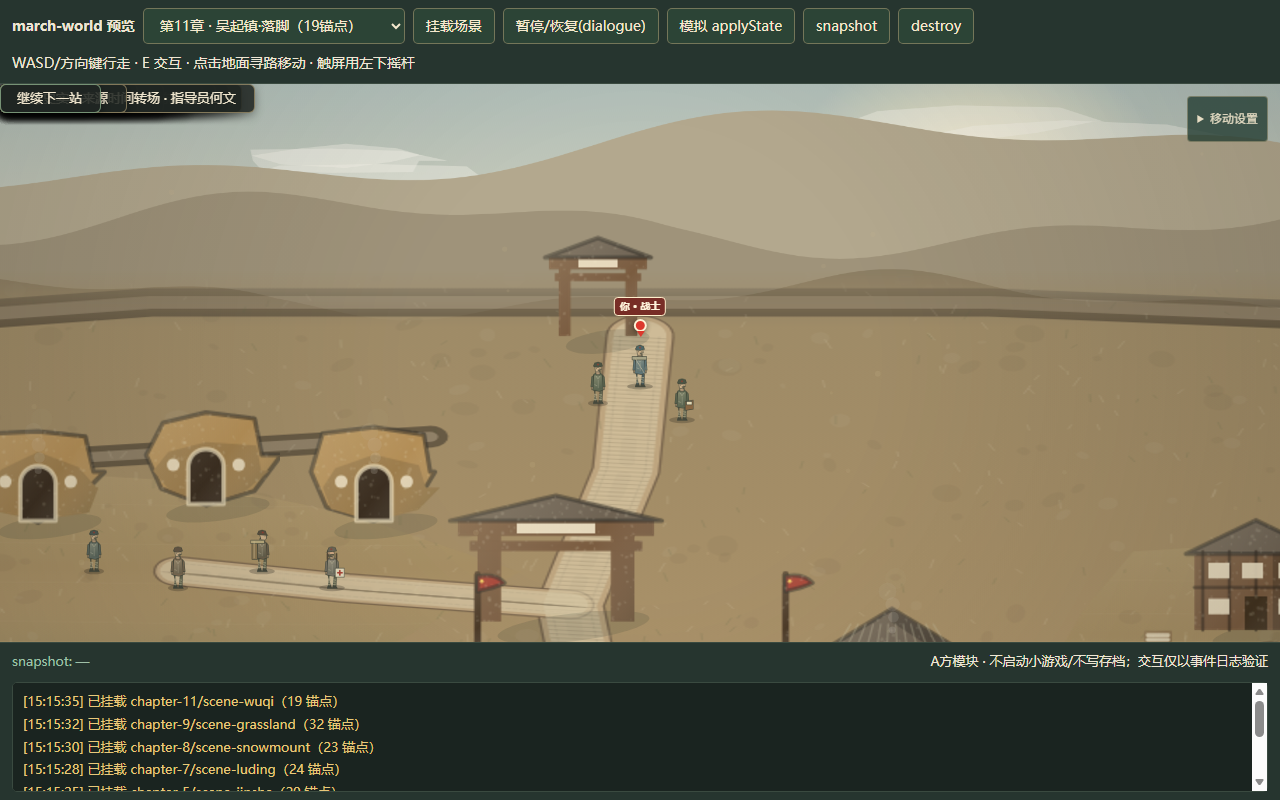 march-world 预览
第11章 · 吴起镇·落脚（19锚点）
挂载场景
暂停/恢复(dialogue)
模拟 applyState
snapshot
destroy
WASD/方向键行走 · E 交互 · 点击地面寻路移动 · 触屏用左下摇杆
继续下一站
时间转场 · 指导员何文
▶ 移动设置
你 · 战士
snapshot: —
A方模块 · 不启动小游戏/不写存档；交互仅以事件日志验证
[15:15:35] 已挂载 chapter-11/scene-wuqi（19 锚点）
[15:15:32] 已挂载 chapter-9/scene-grassland（32 锚点）
[15:15:30] 已挂载 chapter-8/scene-snowmount（23 锚点）
[15:15:28] 已挂载 chapter-7/scene-luding（24 锚点）